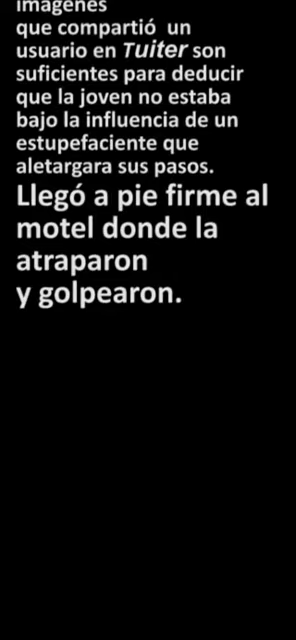 imágenes
que compartió un
usuario en Tuiter son
suficientes para deducir
que la joven no estaba
bajo la influencia de un
estupefaciente que
aletargara sus pasos.
Llegó a pie firme al
motel donde la
atraparon
y golpearon.